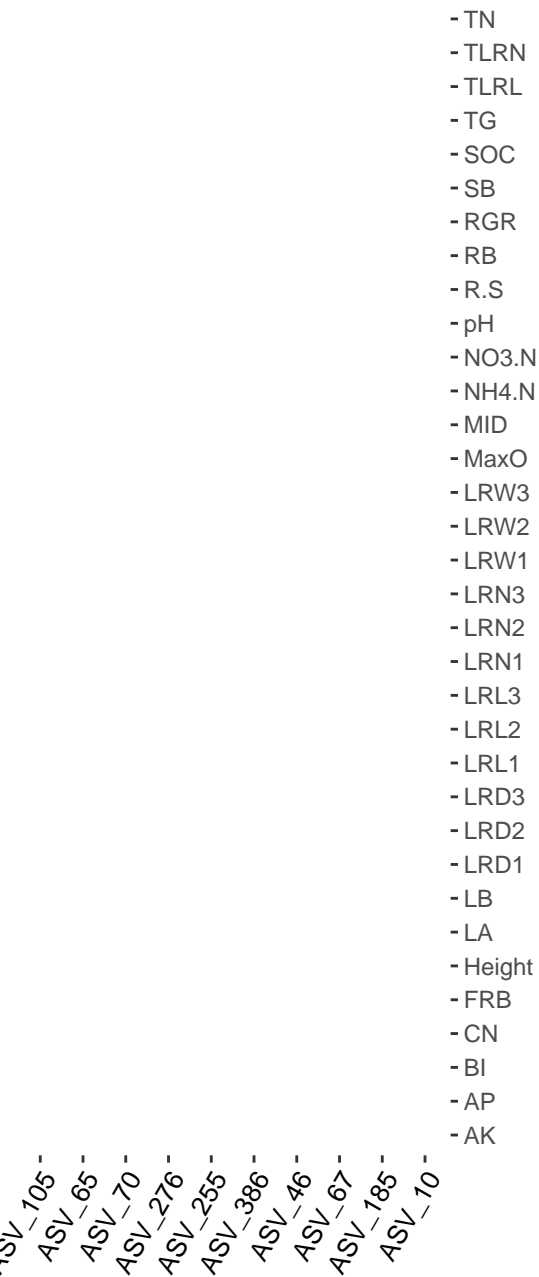 TN
TLRN
TLRL
TG
SOC
SB
RGR
RB
R.S
pH
NO3.N
NH4.N
MID
MaxO
LRW3
LRW2
LRW1
LRN3
LRN2
LRN1
LRL3
LRL2
LRL1
LRD3
LRD2
LRD1
LB
LA
Height
FRB
CN
BI
AP
AK
ASV_105
ASV_65
ASV_70
ASV_276
ASV_255
ASV_386
ASV_46
ASV_67
ASV_185
ASV_10